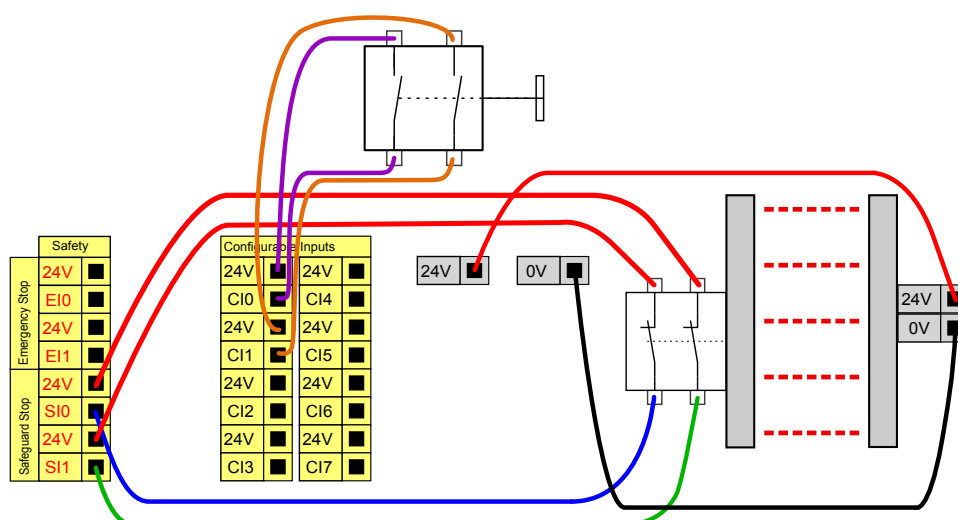 Safety
Emergency Stop
24V
EI0
24V
EI1
Safeguard Stop
24V
SI0
24V
SI1
Configurable Inputs
24V 24V
CI0 CI4
24V 24V
CI1 CI5
24V 24V
CI2 CI6
24V 24V
CI3 CI7
24V
0V
24V
0V